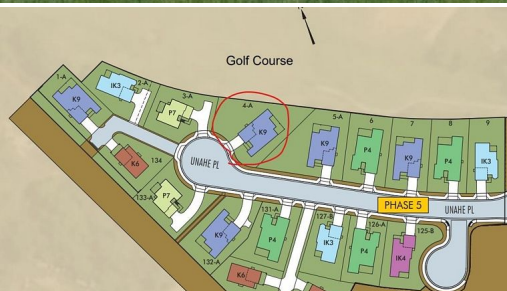 N
Golf Course
1-A
IK3
2-A
3-A
4-A
K9
P7
K9
5-A
6
7
8
9
K9
P4
K9
P4
IK3
K6
134
UNAHE PL
133-A
P7
PHASE 5
UNAHE PL
K9
132-A
131-A
P4
127-B
IK3
126-A
P4
125-B
IK4
K6